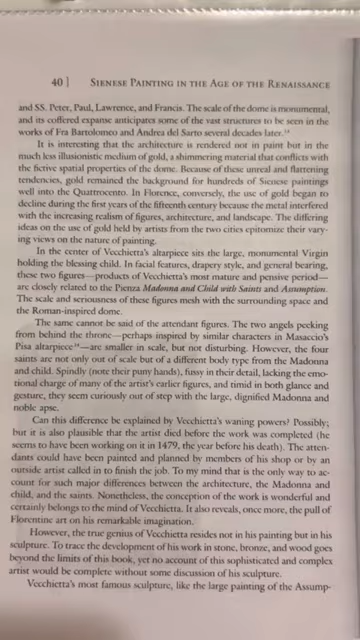 40 ] SIENESE PAINTING IN THE AGE OF THE RENAISSANCE
and SS. Peter, Paul, Lawrence, and Francis. The scale of the dome is monumental,
and its coffered expanse anticipates some of the vast structures to be seen in the
works of Fra Bartolomeo and Andrea del Sarto several decades later.
It is interesting that the architecture is rendered not in paint but in the
much less illusionistic medium of gold, a shimmering material that conflicts with
the fictive spatial properties of the dome. Because of these unreal and flattening
tendencies, gold remained the background for hundreds of Sienese paintings
well into the Quattrocento. In Florence, conversely, the use of gold began to
decline during the first years of the fifteenth century because the metal interfered
with the increasing realism of figures, architecture, and landscape. The differing
ideas on the use of gold held by artists from the two cities epitomize their vary-
ing views on the nature of painting.
In the center of Vecchietta's altarpiece sits the large, monumental Virgin
holding the blessing child. In facial features, drapery style, and general bearing,
these two figures—products of Vecchietta's most mature and pensive period—
are closely related to the Pienza Madonna and Child with Saints and Assumption.
The scale and seriousness of these figures mesh with the surrounding space and
the Roman-inspired dome.
The same cannot be said of the attendant figures. The two angels peeking
from behind the throne—perhaps inspired by similar characters in Masaccio's
Pisa altarpiece—are smaller in scale, but not disturbing. However, the four
saints are not only out of scale but of a different body type from the Madonna
and child. Spindly (note their puny hands), fussy in their detail, lacking the emo-
tional charge of many of the artist's earlier figures, and timid in both glance and
gesture, they seem curiously out of step with the large, dignified Madonna and
noble apse.
Can this difference be explained by Vecchietta's waning powers? Possibly;
but it is also plausible that the artist died before the work was completed (he
seems to have been working on it in 1479, the year before his death). The atten-
dants could have been painted and planned by members of his shop or by an
outside artist called in to finish the job. To my mind that is the only way to ac-
count for such major differences between the architecture, the Madonna and
child, and the saints. Nonetheless, the conception of the work is wonderful and
certainly belongs to the mind of Vecchietta. It also reveals, once more, the pull of
Florentine art on his remarkable imagination.
However, the true genius of Vecchietta resides not in his painting but in his
sculpture. To trace the development of his work in stone, bronze, and wood goes
beyond the limits of this book, yet no account of this sophisticated and complex
artist would be complete without some discussion of his sculpture.
Vecchietta's most famous sculpture, like the large painting of the Assump-